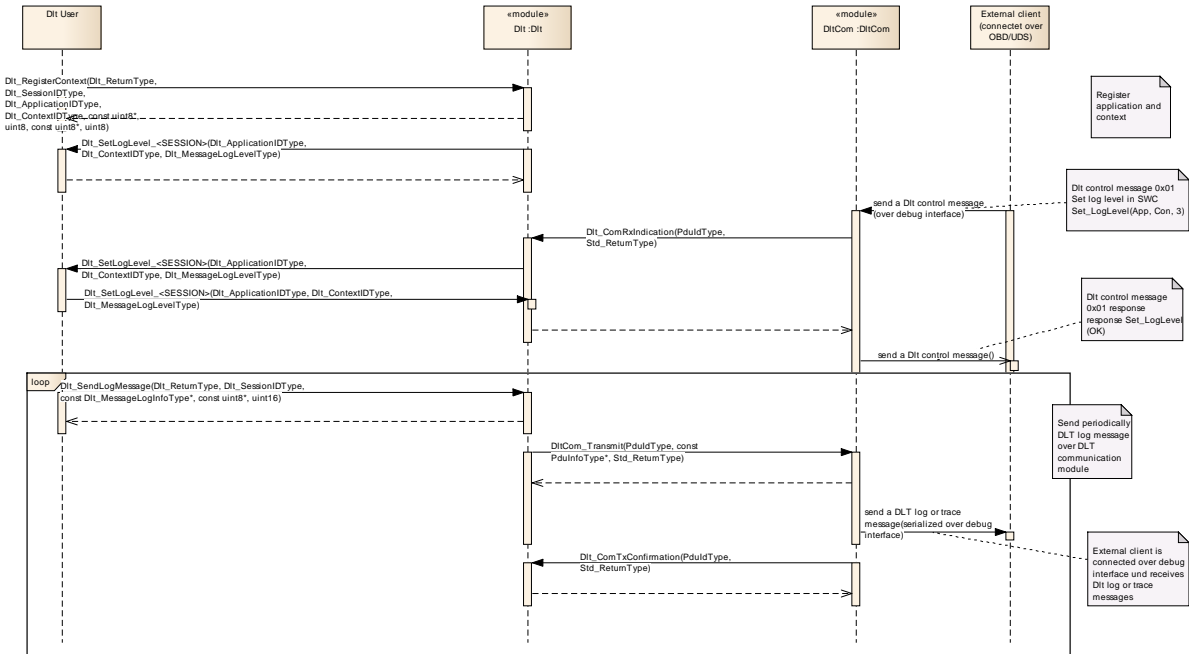 Dlt User
«module»
Dlt :Dlt
«module»
DltCom :DltCom
External client
(connectet over
OBD/UDS)
Dlt_RegisterContext(Dlt_ReturnType,
Dlt_SessionIDType,
Dlt_ApplicationIDType,
Dlt_ContextIDType, const uint8*,
uint8, const uint8*, uint8)
Register
application and
context
Dlt_SetLogLevel_<SESSION>(Dlt_ApplicationIDType,
Dlt_ContextIDType, Dlt_MessageLogLevelType)
Dlt control message 0x01
Set log level in SWC
Set_LogLevel(App, Con, 3)
send a Dlt control message
(over debug interface)
Dlt_ComRxIndication(PduIdType,
Std_ReturnType)
Dlt_SetLogLevel_<SESSION>(Dlt_ApplicationIDType,
Dlt_ContextIDType, Dlt_MessageLogLevelType)
Dlt_SetLogLevel_<SESSION>(Dlt_ApplicationIDType, Dlt_ContextIDType,
Dlt_MessageLogLevelType)
Dlt control message
0x01 response
response Set_LogLevel
(OK)
send a Dlt control message()
loop
Dlt_SendLogMessage(Dlt_ReturnType, Dlt_SessionIDType,
const Dlt_MessageLogInfoType*, const uint8*, uint16)
Send periodically
DLT log message
over DLT
communication
module
DltCom_Transmit(PduIdType, const
PduInfoType*, Std_ReturnType)
send a DLT log or trace
message(serialized over debug
interface)
External client is
connected over debug
interface und receives
Dlt log or trace
messages
Dlt_ComTxConfirmation(PduIdType,
Std_ReturnType)